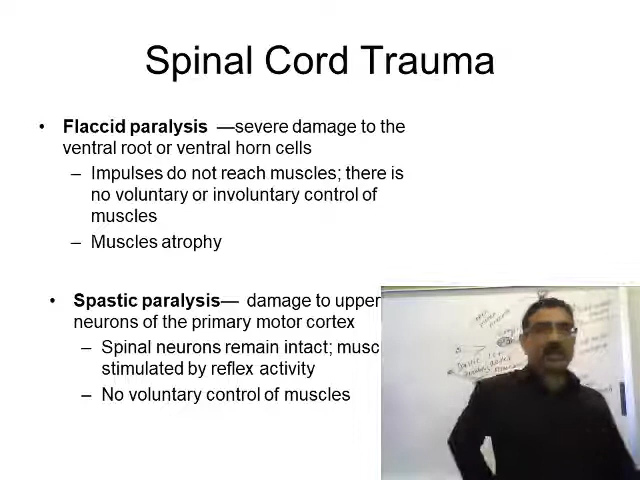 Spinal Cord Trauma
• Flaccid paralysis —severe damage to the
ventral root or ventral horn cells
– Impulses do not reach muscles; there is
no voluntary or involuntary control of
muscles
– Muscles atrophy
• Spastic paralysis— damage to upper
neurons of the primary motor cortex
– Spinal neurons remain intact; musc
stimulated by reflex activity
– No voluntary control of muscles